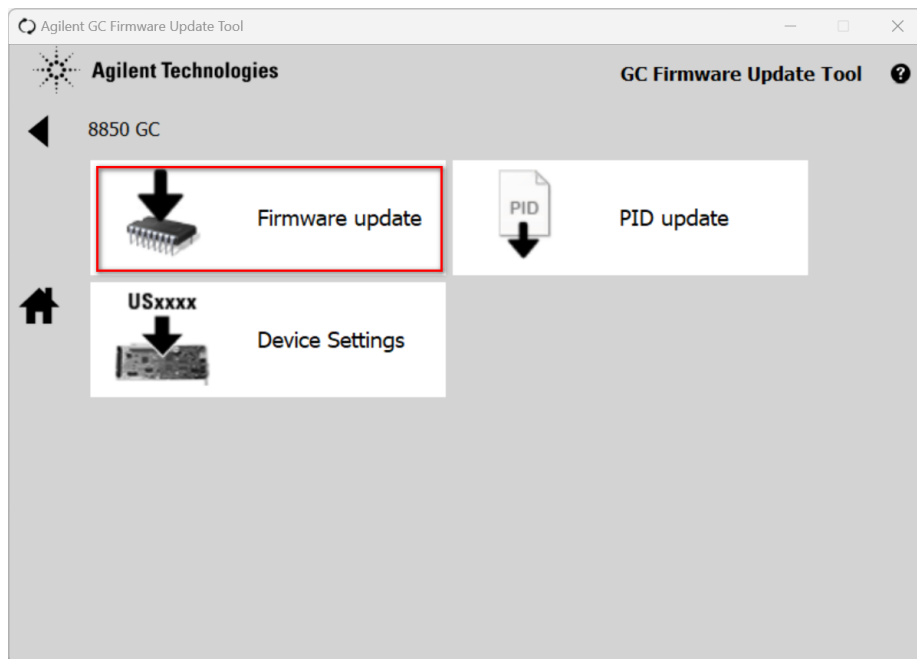 Agilent GC Firmware Update Tool
Agilent Technologies
GC Firmware Update Tool
?
8850 GC
Firmware update
PID
PID update
USxxxx
Device Settings